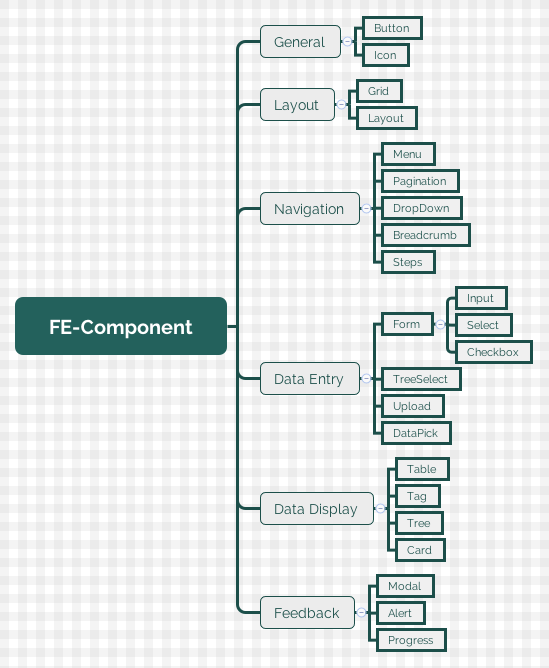 FE-Component
General
Button
Icon
Layout
Grid
Layout
Navigation
Menu
Pagination
DropDown
Breadcrumb
Steps
Data Entry
Form
Input
Select
Checkbox
TreeSelect
Upload
DataPick
Data Display
Table
Tag
Tree
Card
Feedback
Modal
Alert
Progress